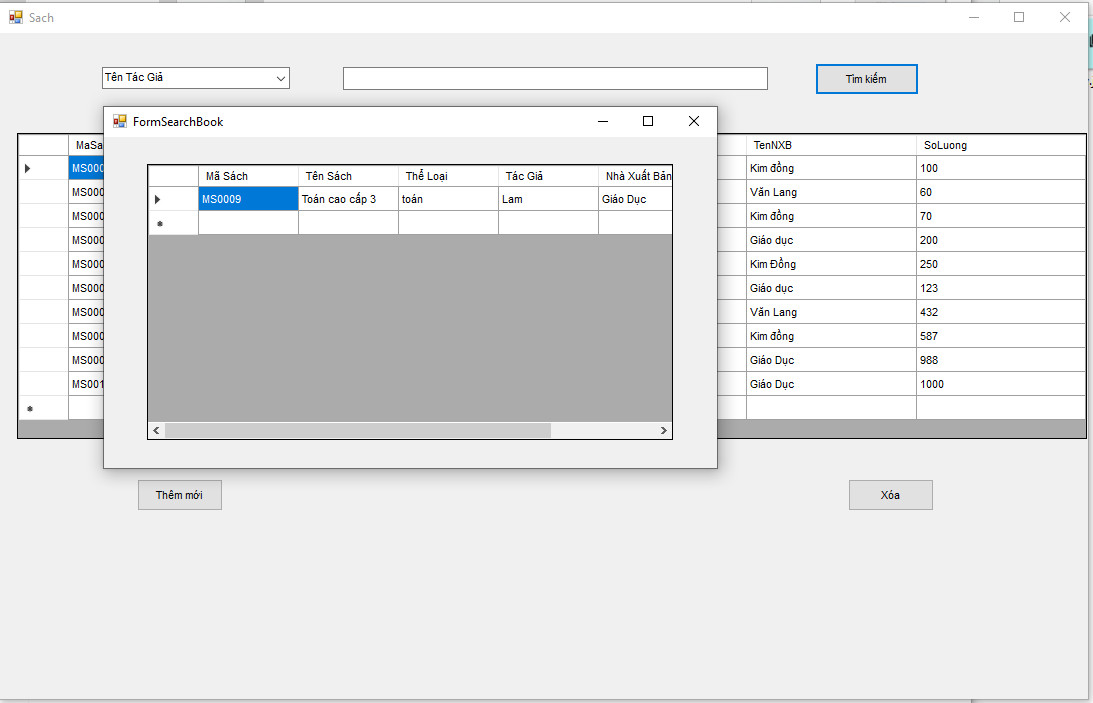 Sach
Tên Tác Giả
Tìm kiếm
FormSearchBook
Mã Sách Tên Sách Thể Loại Tác Giả Nhà Xuất Bản
MS0009 Toán cao cấp 3 toán Lam Giáo Dục
MaSa TenNXB SoLuong
MS000 Kim đồng 100
MS000 Văn Lang 60
MS000 Kim đồng 70
MS000 Giáo dục 200
MS000 Kim Đồng 250
MS000 Giáo dục 123
MS000 Văn Lang 432
MS000 Kim đồng 587
MS000 Giáo Dục 988
MS001 Giáo Dục 1000
Thêm mới
Xóa